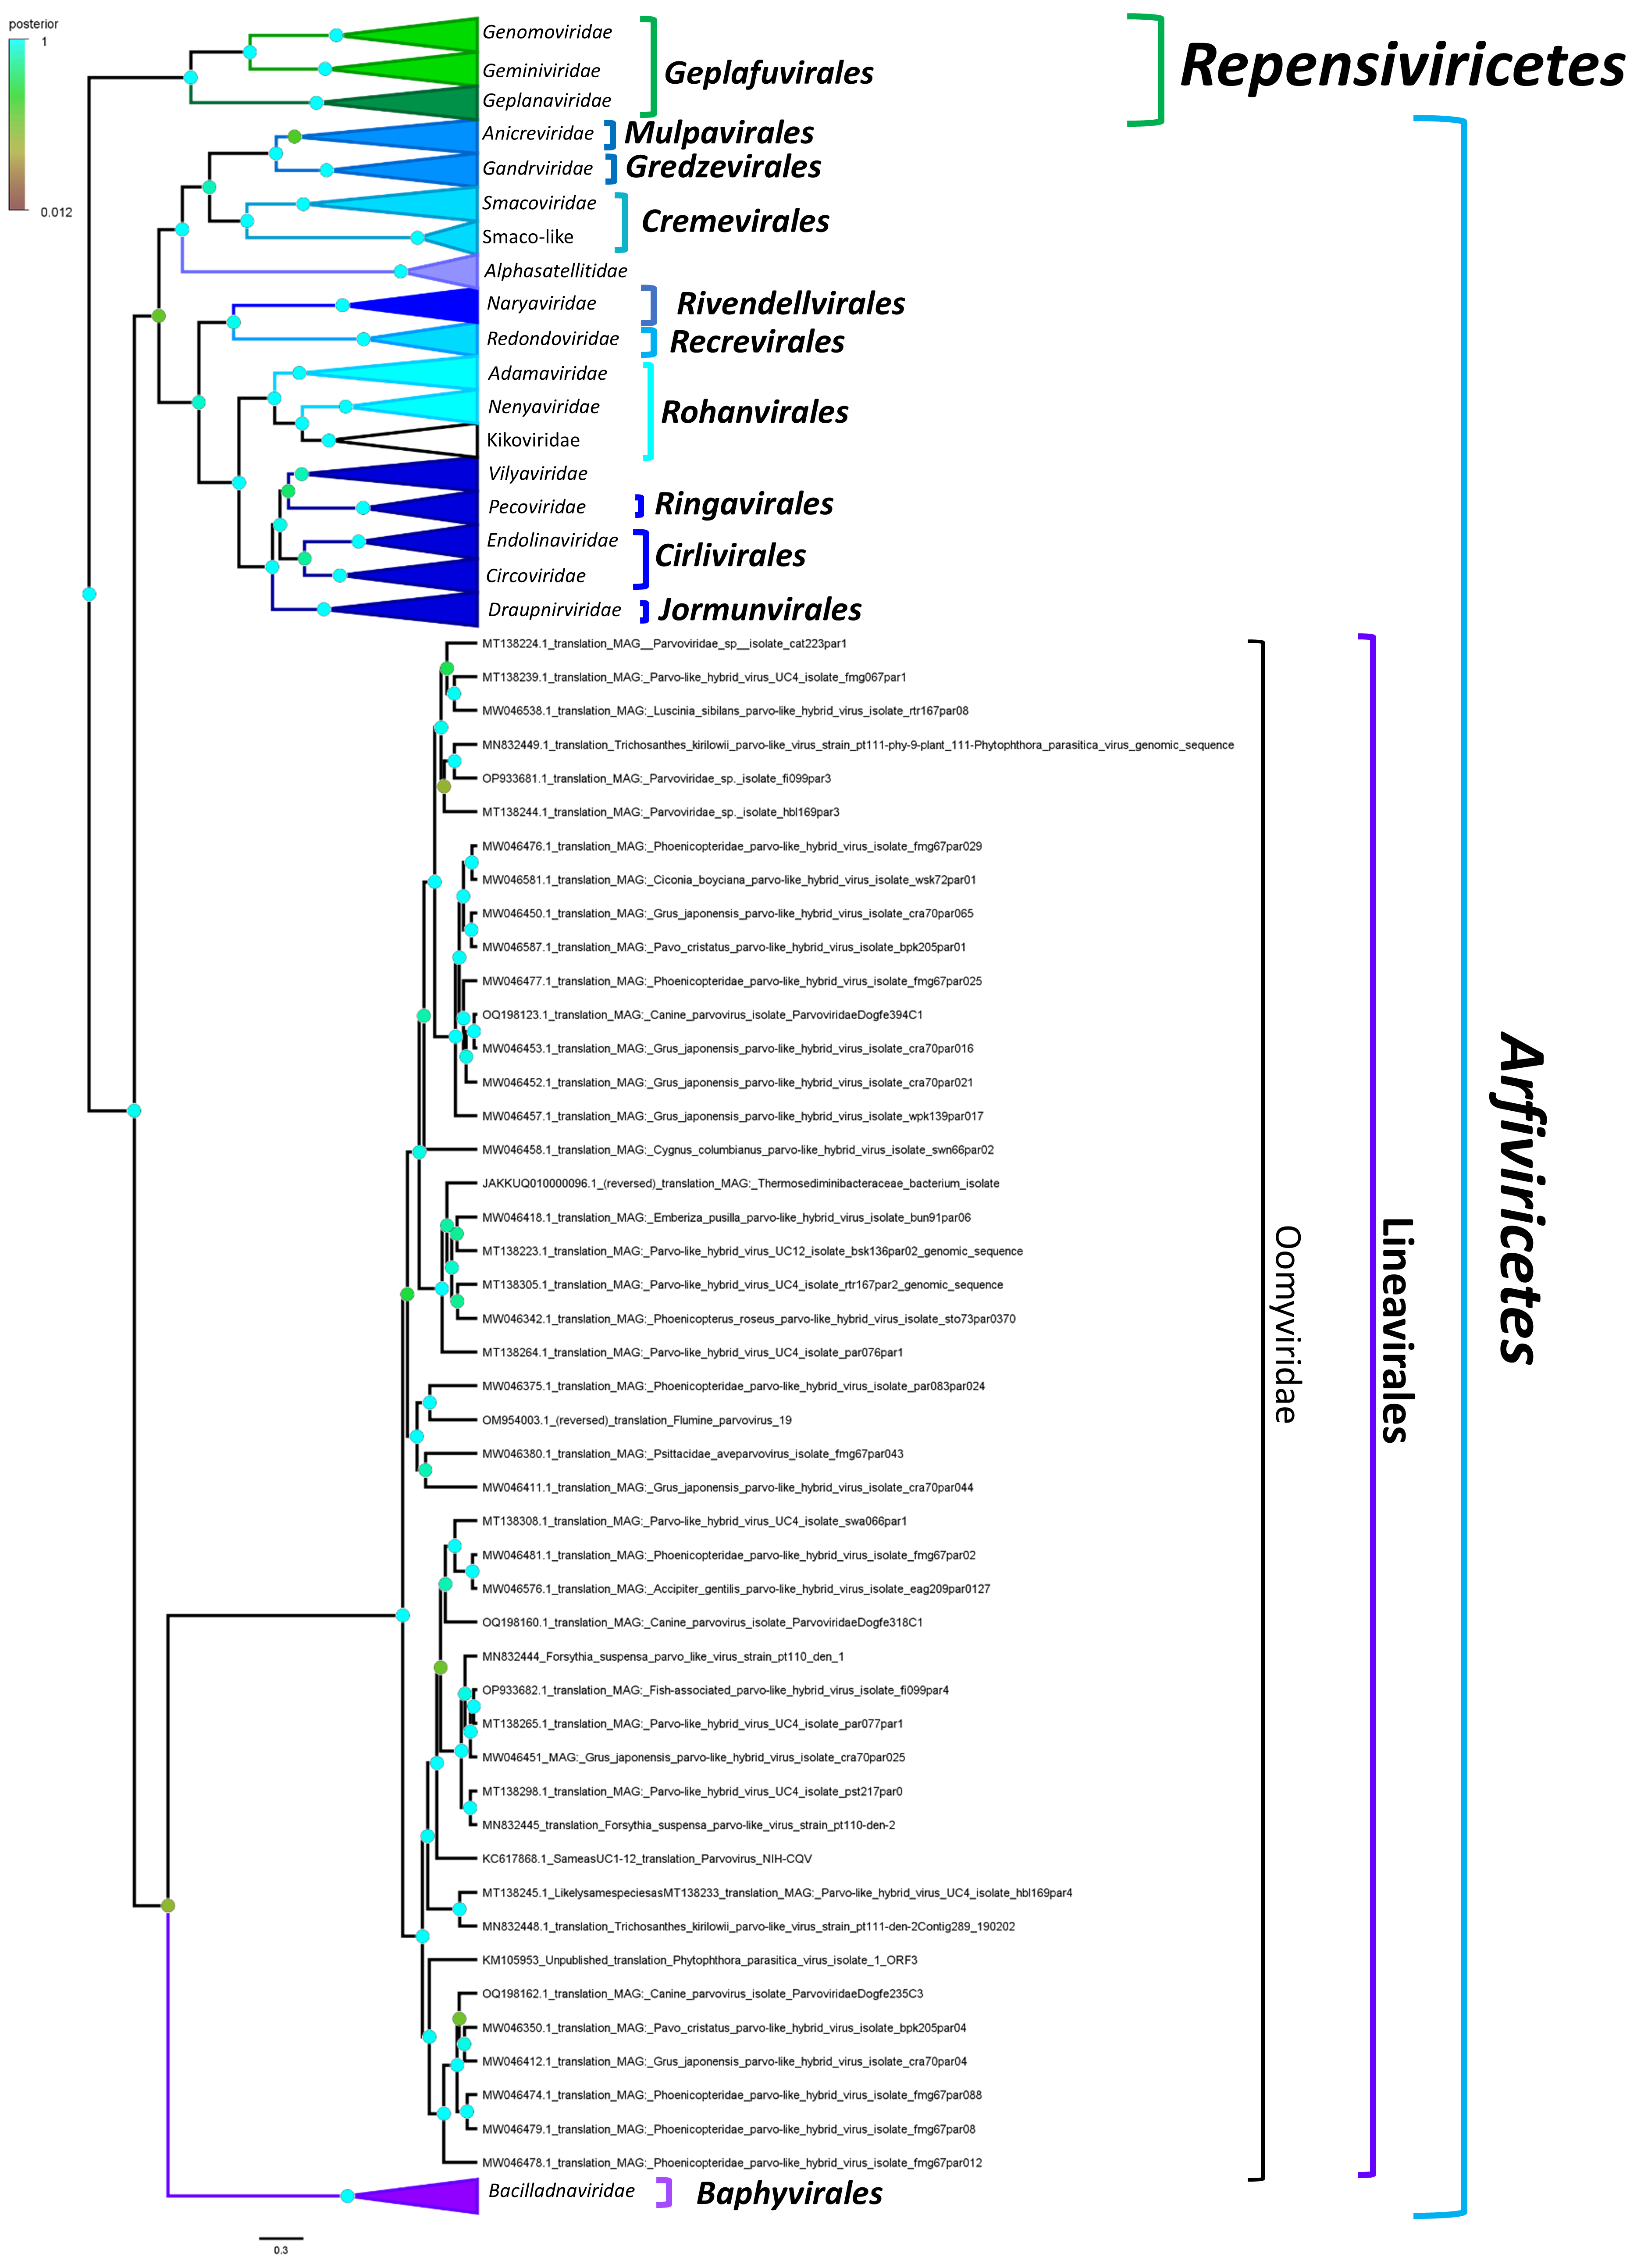 posterior
1
0.012
Genomoviridae
Geminiviridae
Geplanaviridae
Geplafuvirales
Repensiviricetes
Anicreviridae
Mulpavirales
Gandrviridae
Gredzevirales
Smacoviridae
Smaco-like
Cremevirales
Alphasatellitidae
Naryaviridae
Rivendellvirales
Redondoviridae
Recrevirales
Adamaviridae
Nenyaviridae
Kikoviridae
Rohanvirales
Vilyaviridae
Pecoviridae
Ringavirales
Endolinaviridae
Circoviridae
Cirlivirales
Draupnirviridae
Jormunvirales
MT138224.1_translation_MAG__Parvoviridae_sp__isolate_cat223par1
MT138239.1_translation_MAG:_Parvo-like_hybrid_virus_UC4_isolate_fmg067par1
MW046538.1_translation_MAG:_Luscinia_sibilans_parvo-like_hybrid_virus_isolate_rtr167par08
MN832449.1_translation_Trichosanthes_kirilowii_parvo-like_virus_strain_pt111-phy-9-plant_111-Phytophthora_parasitica_virus_genomic_sequence
OP933681.1_translation_MAG:_Parvoviridae_sp._isolate_fi099par3
MT138244.1_translation_MAG:_Parvoviridae_sp._isolate_hbl169par3
MW046476.1_translation_MAG:_Phoenicopteridae_parvo-like_hybrid_virus_isolate_fmg67par029
MW046581.1_translation_MAG:_Ciconia_boyciana_parvo-like_hybrid_virus_isolate_wsk72par01
MW046450.1_translation_MAG:_Grus_japonensis_parvo-like_hybrid_virus_isolate_cra70par065
MW046587.1_translation_MAG:_Pavo_cristatus_parvo-like_hybrid_virus_isolate_bpk205par01
MW046477.1_translation_MAG:_Phoenicopteridae_parvo-like_hybrid_virus_isolate_fmg67par025
OQ198123.1_translation_MAG:_Canine_parvovirus_isolate_ParvoviridaeDogfe394C1
MW046453.1_translation_MAG:_Grus_japonensis_parvo-like_hybrid_virus_isolate_cra70par016
MW046452.1_translation_MAG:_Grus_japonensis_parvo-like_hybrid_virus_isolate_cra70par021
MW046457.1_translation_MAG:_Grus_japonensis_parvo-like_hybrid_virus_isolate_wpk139par017
MW046458.1_translation_MAG:_Cygnus_columbianus_parvo-like_hybrid_virus_isolate_swn66par02
JAKKUQ010000096.1_(reversed)_translation_MAG:_Thermosediminibacteraceae_bacterium_isolate
MW046418.1_translation_MAG:_Emberiza_pusilla_parvo-like_hybrid_virus_isolate_bun91par06
MT138223.1_translation_MAG:_Parvo-like_hybrid_virus_UC12_isolate_bsk136par02_genomic_sequence
MT138305.1_translation_MAG:_Parvo-like_hybrid_virus_UC4_isolate_rtr167par2_genomic_sequence
MW046342.1_translation_MAG:_Phoenicopterus_roseus_parvo-like_hybrid_virus_isolate_sto73par0370
MT138264.1_translation_MAG:_Parvo-like_hybrid_virus_UC4_isolate_par076par1
MW046375.1_translation_MAG:_Phoenicopteridae_parvo-like_hybrid_virus_isolate_par083par024
OM954003.1_(reversed)_translation_Flumine_parvovirus_19
MW046380.1_translation_MAG:_Psittacidae_aveparvovirus_isolate_fmg67par043
MW046411.1_translation_MAG:_Grus_japonensis_parvo-like_hybrid_virus_isolate_cra70par044
MT138308.1_translation_MAG:_Parvo-like_hybrid_virus_UC4_isolate_swa066par1
MW046481.1_translation_MAG:_Phoenicopteridae_parvo-like_hybrid_virus_isolate_fmg67par02
MW046576.1_translation_MAG:_Accipiter_gentilis_parvo-like_hybrid_virus_isolate_eag209par0127
OQ198160.1_translation_MAG:_Canine_parvovirus_isolate_ParvoviridaeDogfe318C1
MN832444_Forsythia_suspensa_parvo_like_virus_strain_pt110_den_1
OP933682.1_translation_MAG:_Fish-associated_parvo-like_hybrid_virus_isolate_fi099par4
MT138265.1_translation_MAG:_Parvo-like_hybrid_virus_UC4_isolate_par077par1
MW046451_MAG:_Grus_japonensis_parvo-like_hybrid_virus_isolate_cra70par025
MT138298.1_translation_MAG:_Parvo-like_hybrid_virus_UC4_isolate_pst217par0
MN832445_translation_Forsythia_suspensa_parvo-like_virus_strain_pt110-den-2
KC617868.1_SameasUC1-12_translation_Parvovirus_NIH-CQV
MT138245.1_LikelysamespeciesasMT138233_translation_MAG:_Parvo-like_hybrid_virus_UC4_isolate_hbl169par4
MN832448.1_translation_Trichosanthes_kirilowii_parvo-like_virus_strain_pt111-den-2Contig289_190202
KM105953_Unpublished_translation_Phytophthora_parasitica_virus_isolate_1_ORF3
OQ198162.1_translation_MAG:_Canine_parvovirus_isolate_ParvoviridaeDogfe235C3
MW046350.1_translation_MAG:_Pavo_cristatus_parvo-like_hybrid_virus_isolate_bpk205par04
MW046412.1_translation_MAG:_Grus_japonensis_parvo-like_hybrid_virus_isolate_cra70par04
MW046474.1_translation_MAG:_Phoenicopteridae_parvo-like_hybrid_virus_isolate_fmg67par088
MW046479.1_translation_MAG:_Phoenicopteridae_parvo-like_hybrid_virus_isolate_fmg67par08
MW046478.1_translation_MAG:_Phoenicopteridae_parvo-like_hybrid_virus_isolate_fmg67par012
Oomyviridae
Lineavirales
Arfiviricetes
Bacilladnaviridae
Baphyvirales
0.3